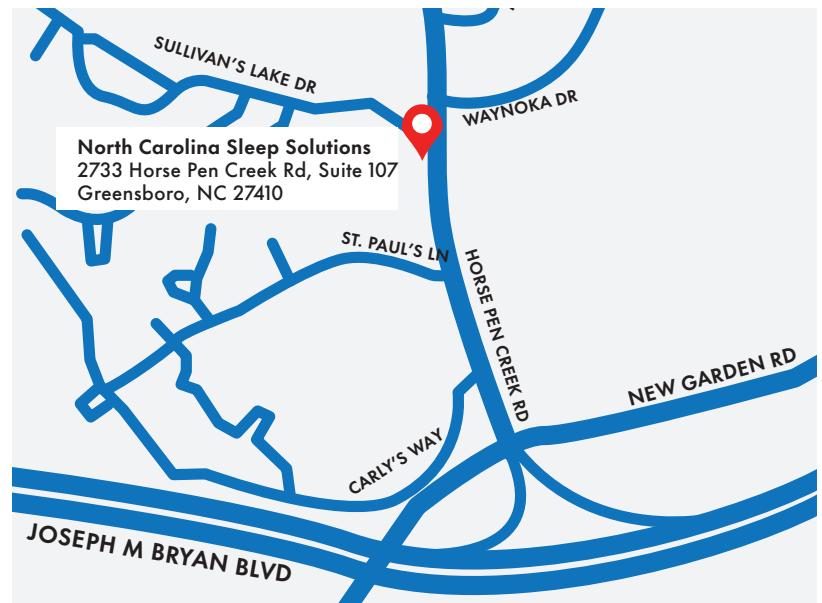 SULLIVAN'S LAKE DR
WAYNOKA DR
North Carolina Sleep Solutions
2733 Horse Pen Creek Rd, Suite 107
Greensboro, NC 27410
ST. PAUL'S LN
HORSE PEN CREEK RD
NEW GARDEN RD
CARLY'S WAY
JOSEPH M BRYAN BLVD